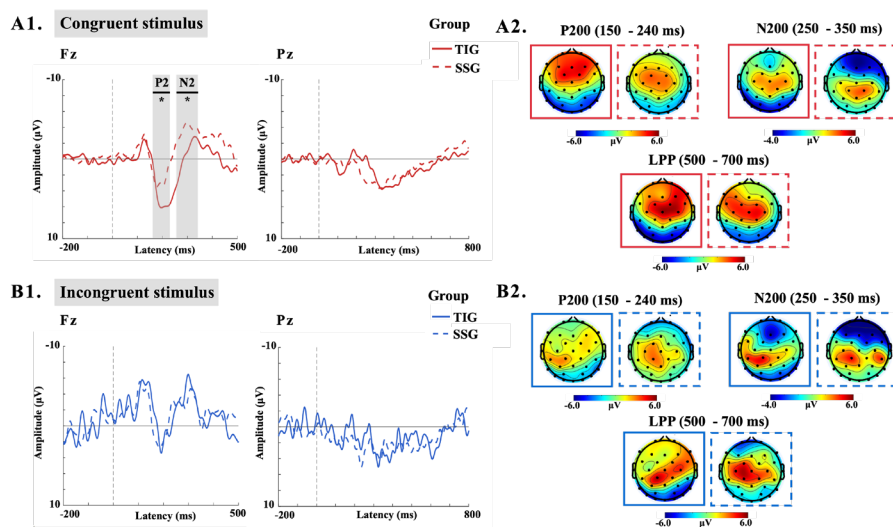 A1. Congruent stimulus
Group
TIG
SSG
Fz
Pz
-10
P2
N2
*
*
Amplitude (µV)
10
-200
Latency (ms)
500
-10
Amplitude (µV)
10
-200
Latency (ms)
800
A2.
P200 (150 - 240 ms)
N200 (250 - 350 ms)
-6.0
µV
6.0
-4.0
µV
6.0
LPP (500 - 700 ms)
-6.0
µV
6.0
B1. Incongruent stimulus
Group
TIG
SSG
Fz
Pz
-10
Amplitude (µV)
10
-200
Latency (ms)
500
-10
Amplitude (µV)
10
-200
Latency (ms)
800
B2.
P200 (150 - 240 ms)
N200 (250 - 350 ms)
-6.0
µV
6.0
-4.0
µV
6.0
LPP (500 - 700 ms)
-6.0
µV
6.0